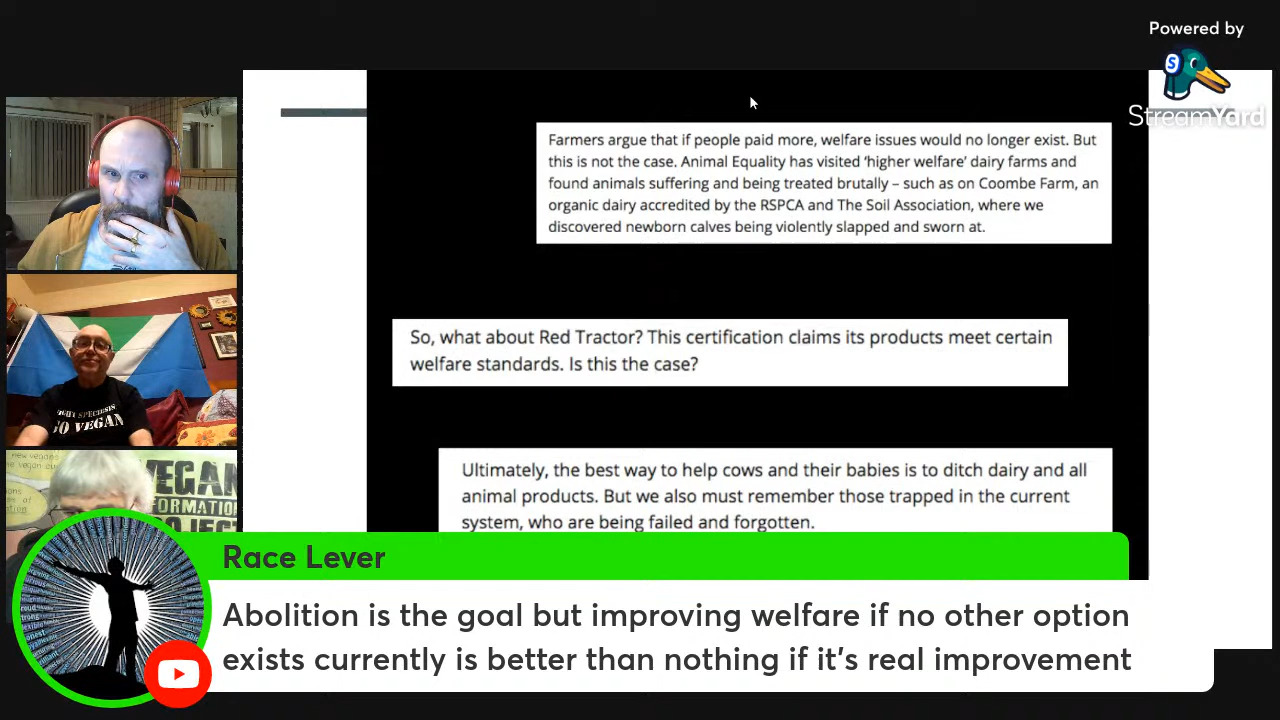 Powered by
StreamYard
Farmers argue that if people paid more, welfare issues would no longer exist. But
this is not the case. Animal Equality has visited ‘higher welfare’ dairy farms and
found animals suffering and being treated brutally – such as on Coombe Farm, an
organic dairy accredited by the RSPCA and The Soil Association, where we
discovered newborn calves being violently slapped and sworn at.
So, what about Red Tractor? This certification claims its products meet certain
welfare standards. Is this the case?
Ultimately, the best way to help cows and their babies is to ditch dairy and all
animal products. But we also must remember those trapped in the current
system, who are being failed and forgotten.
SPECIESIS
GO VEGAN
VEGAN
Race Lever
Abolition is the goal but improving welfare if no other option
exists currently is better than nothing if it's real improvement